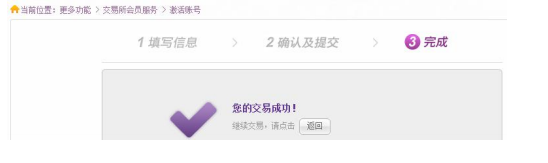 当前位置：更多功能 > 交易所会员服务 > 激活账号
1 填写信息 > 2 确认及提交 > 3 完成
您的交易成功！
继续交易，请点击 返回